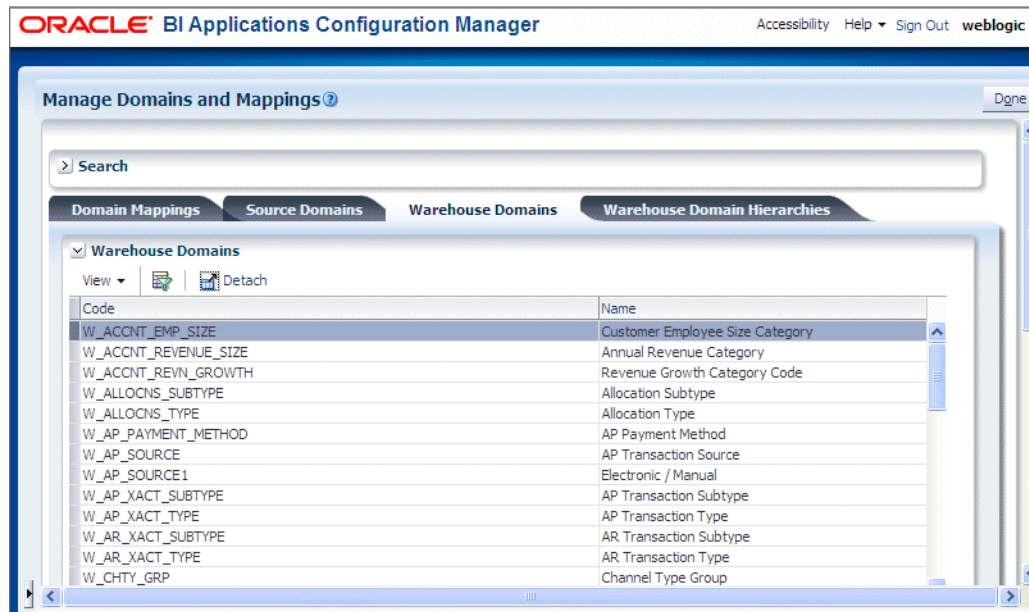 ORACLE® BI Applications Configuration Manager Accessibility Help Sign Out weblogic
Manage Domains and Mappings Done
Search
Domain Mappings Source Domains Warehouse Domains Warehouse Domain Hierarchies
Warehouse Domains
View Detach
Code Name
W_ACCNT_EMP_SIZE Customer Employee Size Category
W_ACCNT_REVENUE_SIZE Annual Revenue Category
W_ACCNT_REVN_GROWTH Revenue Growth Category Code
W_ALLOCNS_SUBTYPE Allocation Subtype
W_ALLOCNS_TYPE Allocation Type
W_AP_PAYMENT_METHOD AP Payment Method
W_AP_SOURCE AP Transaction Source
W_AP_SOURCE1 Electronic / Manual
W_AP_XACT_SUBTYPE AP Transaction Subtype
W_AP_XACT_TYPE AP Transaction Type
W_AR_XACT_SUBTYPE AR Transaction Subtype
W_AR_XACT_TYPE AR Transaction Type
W_CHTY_GRP Channel Type Group